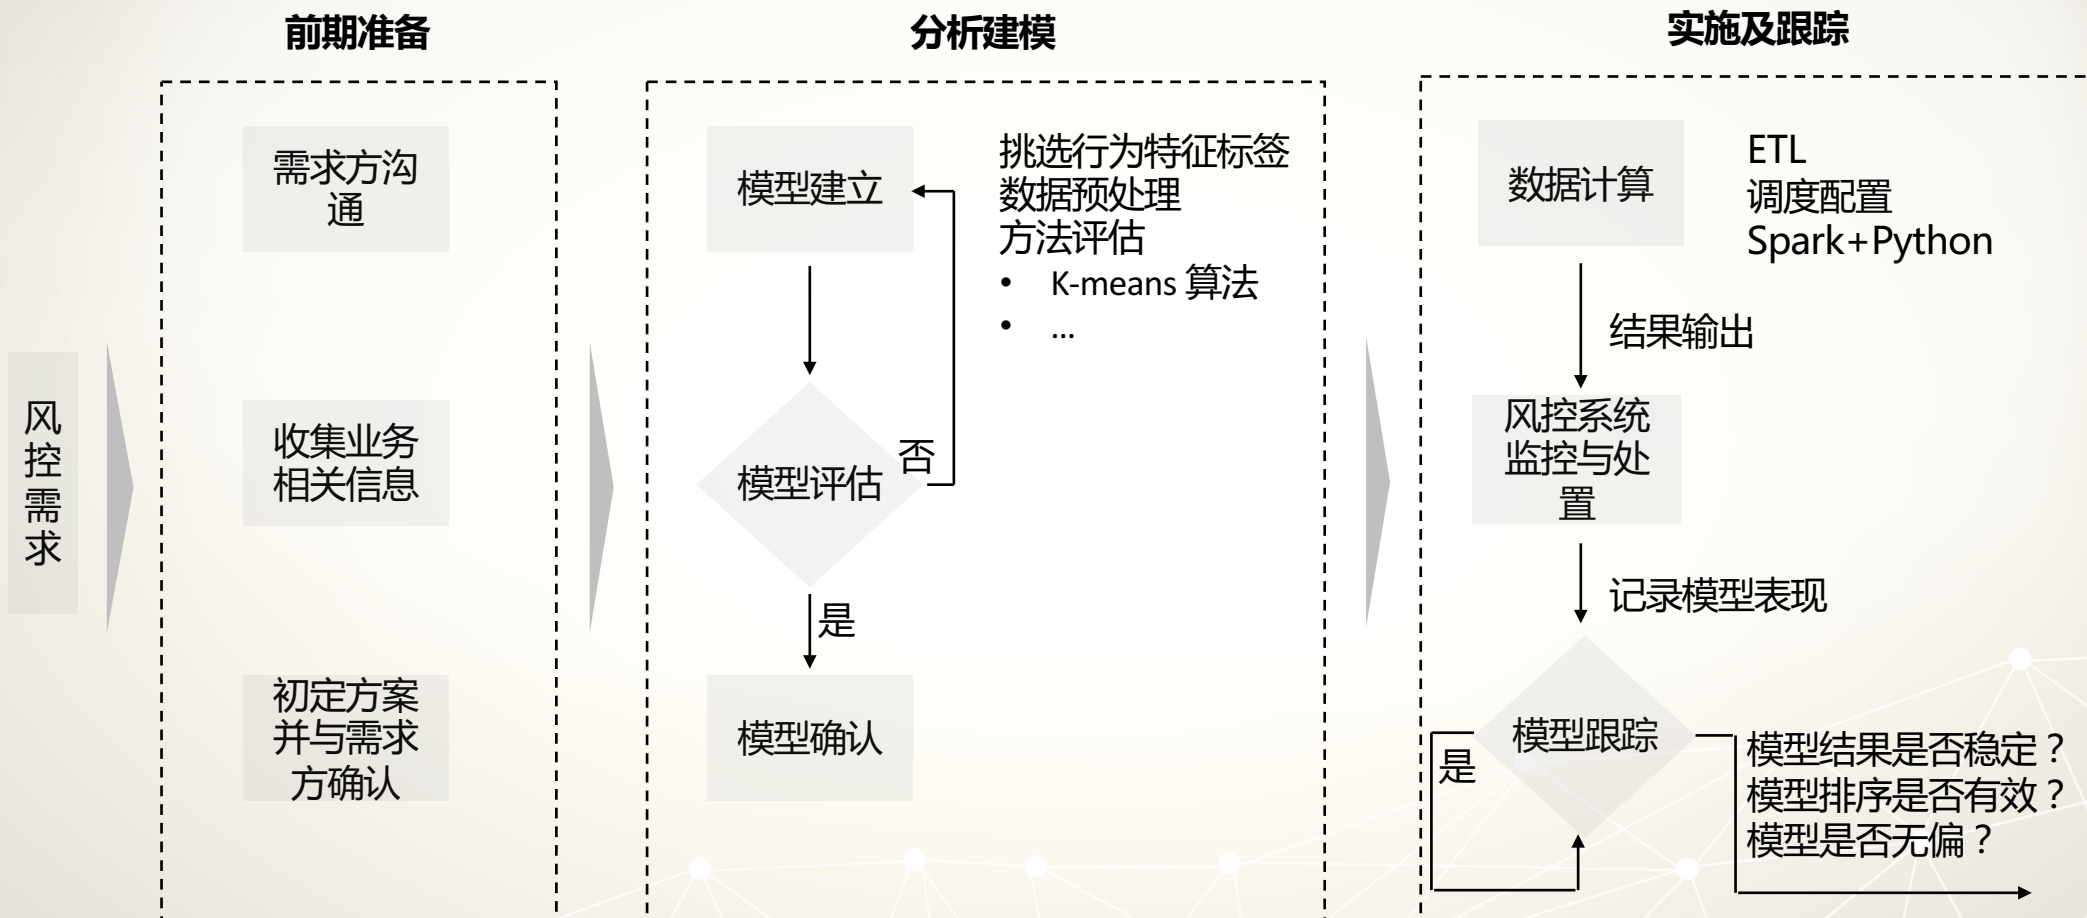 前期准备
分析建模
实施及跟踪
风
控
需
求
需求方沟
通
收集业务
相关信息
初定方案
并与需求
方确认
模型建立
挑选行为特征标签
数据预处理
方法评估
• K-means 算法
• ...
模型评估
否
是
模型确认
数据计算
ETL
调度配置
Spark+Python
结果输出
风控系统
监控与处
置
记录模型表现
模型跟踪
是
模型结果是否稳定？
模型排序是否有效？
模型是否无偏？